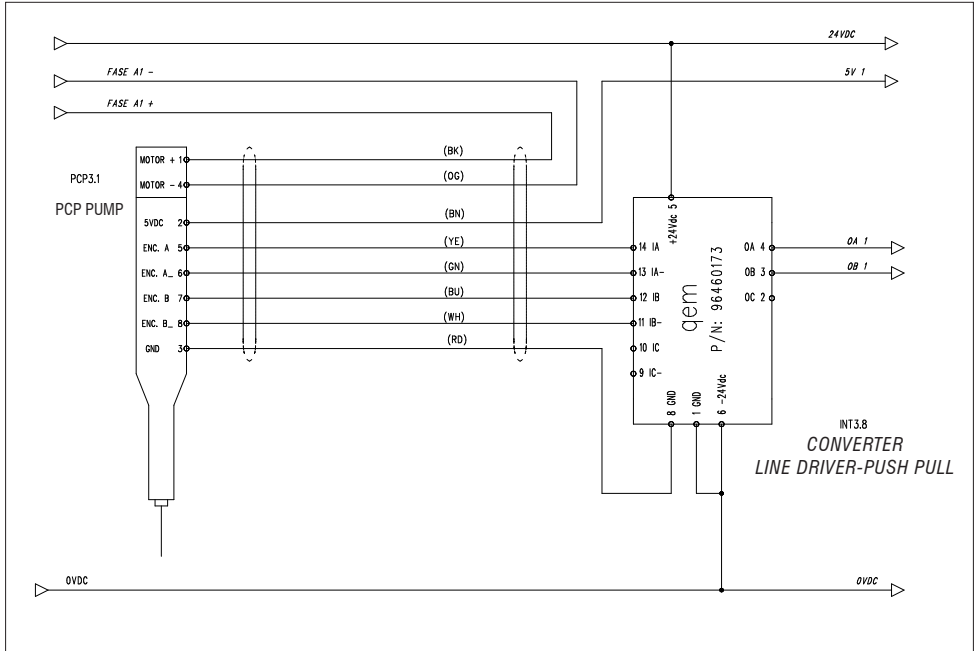 24VDC
FASE A1 -
5V 1
FASE A1 +
PCP3.1
PCP PUMP
MOTOR + 1
(BK)
MOTOR - 4
(OG)
5VDC 2
(BN)
ENC. A 5
(YE)
ENC. A_ 6
(GN)
ENC. B 7
(BU)
ENC. B_ 8
(WH)
GND 3
(RD)
+24Vdc 5
14 IA
13 IA-
12 IB
11 IB-
10 IC
9 IC-
qem
P/N: 96460173
OA 4
OA 1
OB 3
OB 1
OC 2
8 GND
1 GND
6 -24Vdc
INT3.8
CONVERTER
LINE DRIVER-PUSH PULL
0VDC
0VDC